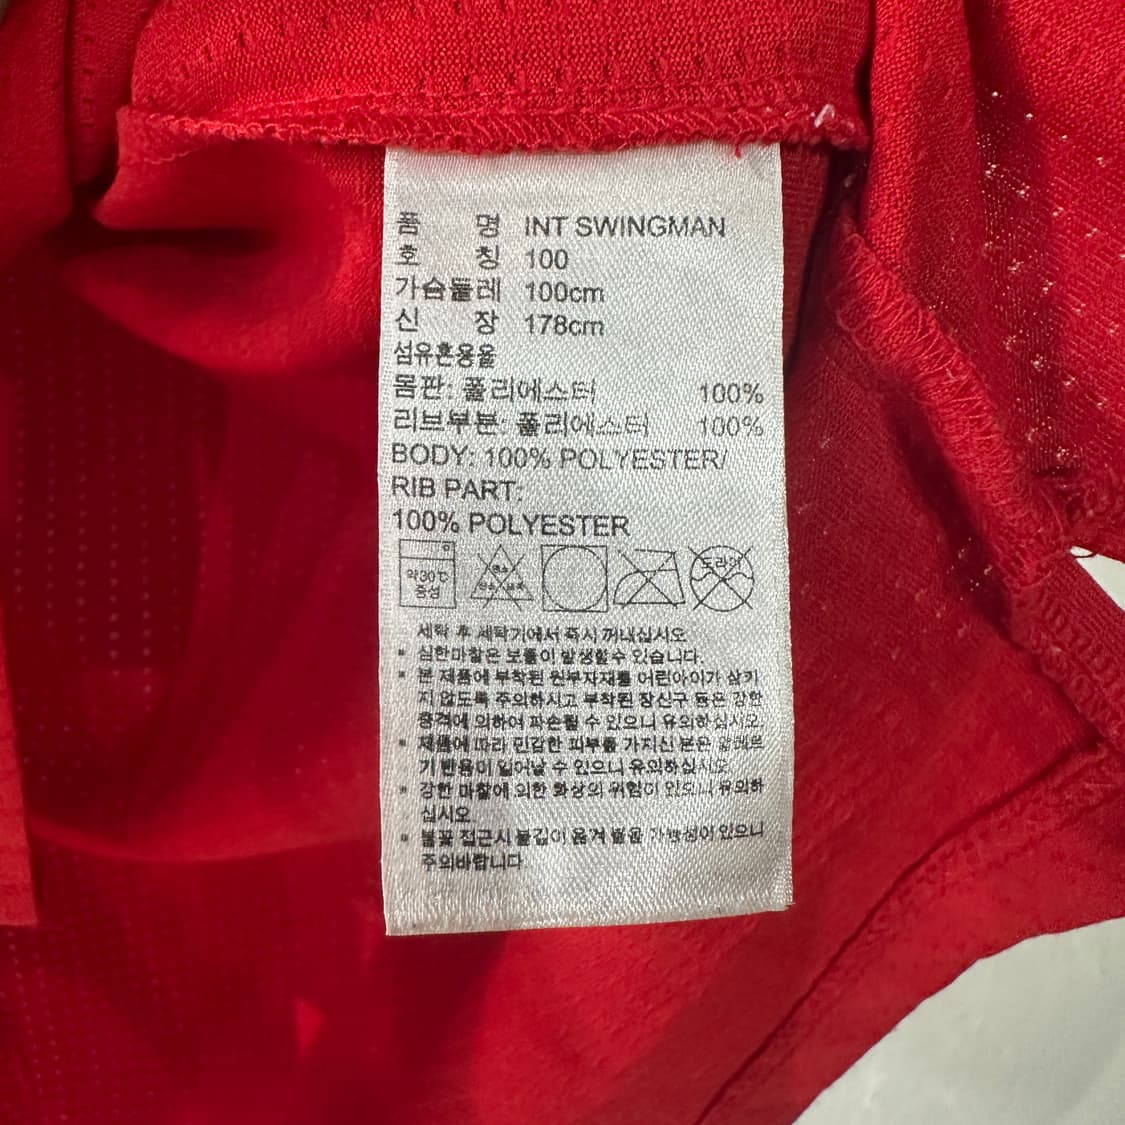 품 명 INT SWINGMAN
호 칭 100
가슴둘레 100cm
신 장 178cm
섬유혼용율
몸판: 폴리에스터 100%
리브부분: 폴리에스터 100%
BODY: 100% POLYESTER/
RIB PART:
100% POLYESTER
약30℃
중성
드라이
세탁 후 세탁기에서 즉시 꺼내십시오
• 심한마찰은 보풀이 발생할수 있습니다.
• 본 제품에 부착된 원부자재를 어린아이가 삼키
지 않도록 주의하시고 부착된 장신구 등은 강한
충격에 의하여 파손될 수 있으니 유의하십시오.
• 제품에 따라 민감한 피부를 가지신 분은 알레르
기 반응이 일어날 수 있으니 유의하십시오
• 강한 마찰에 의한 화상의 위험이 있으니 유의하
십시오
• 불꽃 접근시 불길이 옮겨 붙을 가능성이 있으니
주의바랍니다